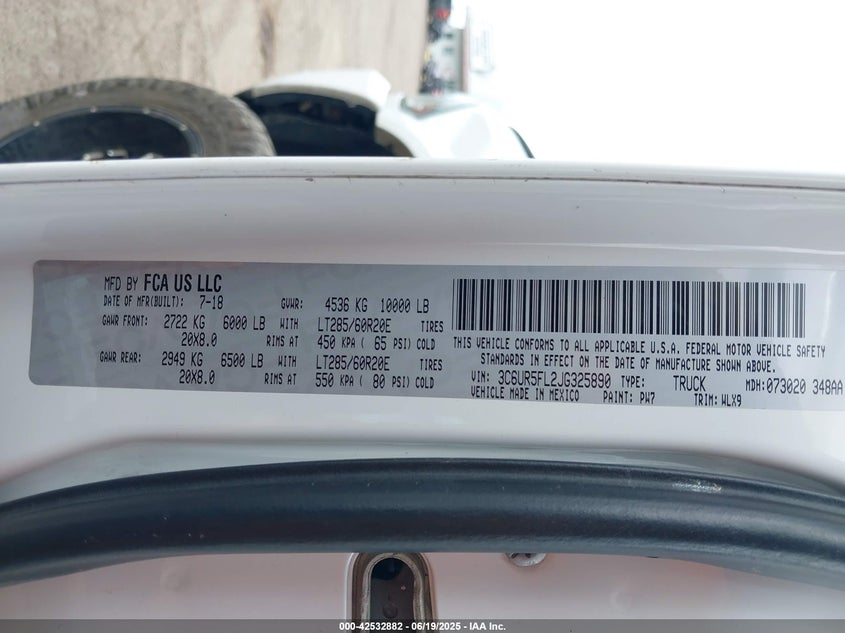 MFD BY FCA US LLC
DATE OF MFR(BUILT): 7-18 GVWR: 4536 KG 10000 LB
GAWR FRONT: 2722 KG 6000 LB WITH LT285/60R20E TIRES
20X8.0 RIMS AT 450 KPA ( 65 PSI) COLD
GAWR REAR: 2949 KG 6500 LB WITH LT285/60R20E TIRES
20X8.0 RIMS AT 550 KPA ( 80 PSI) COLD
THIS VEHICLE CONFORMS TO ALL APPLICABLE U.S.A. FEDERAL MOTOR VEHICLE SAFETY
STANDARDS IN EFFECT ON THE DATE OF MANUFACTURE SHOWN ABOVE.
VIN: 3C6UR5FL2JG325890 TYPE: TRUCK MDH:073020 348AA
VEHICLE MADE IN MEXICO PAINT: PW7 TRIM: WLX9
000-42532882 - 06/19/2025 - IAA Inc.